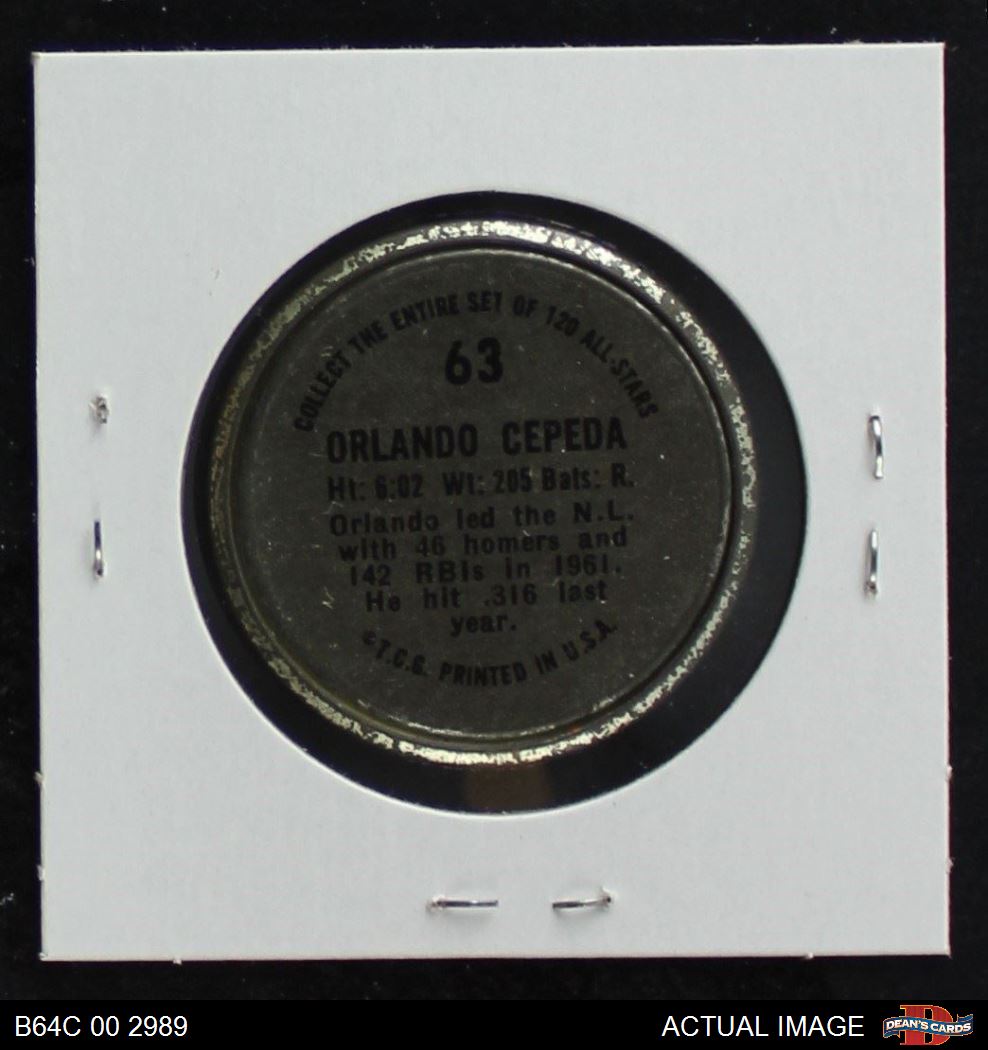 COLLECT THE ENTIRE SET OF 120 ALL-STARS
63
ORLANDO CEPEDA
Ht: 6:02 Wt: 205 Bats: R.
Orlando led the N.L.
with 46 homers and
142 RBIs in 1961.
He hit .316 last
year.
©T.C.G. PRINTED IN U.S.A.
B64C 00 2989
ACTUAL IMAGE
D
DEAN'S CARDS